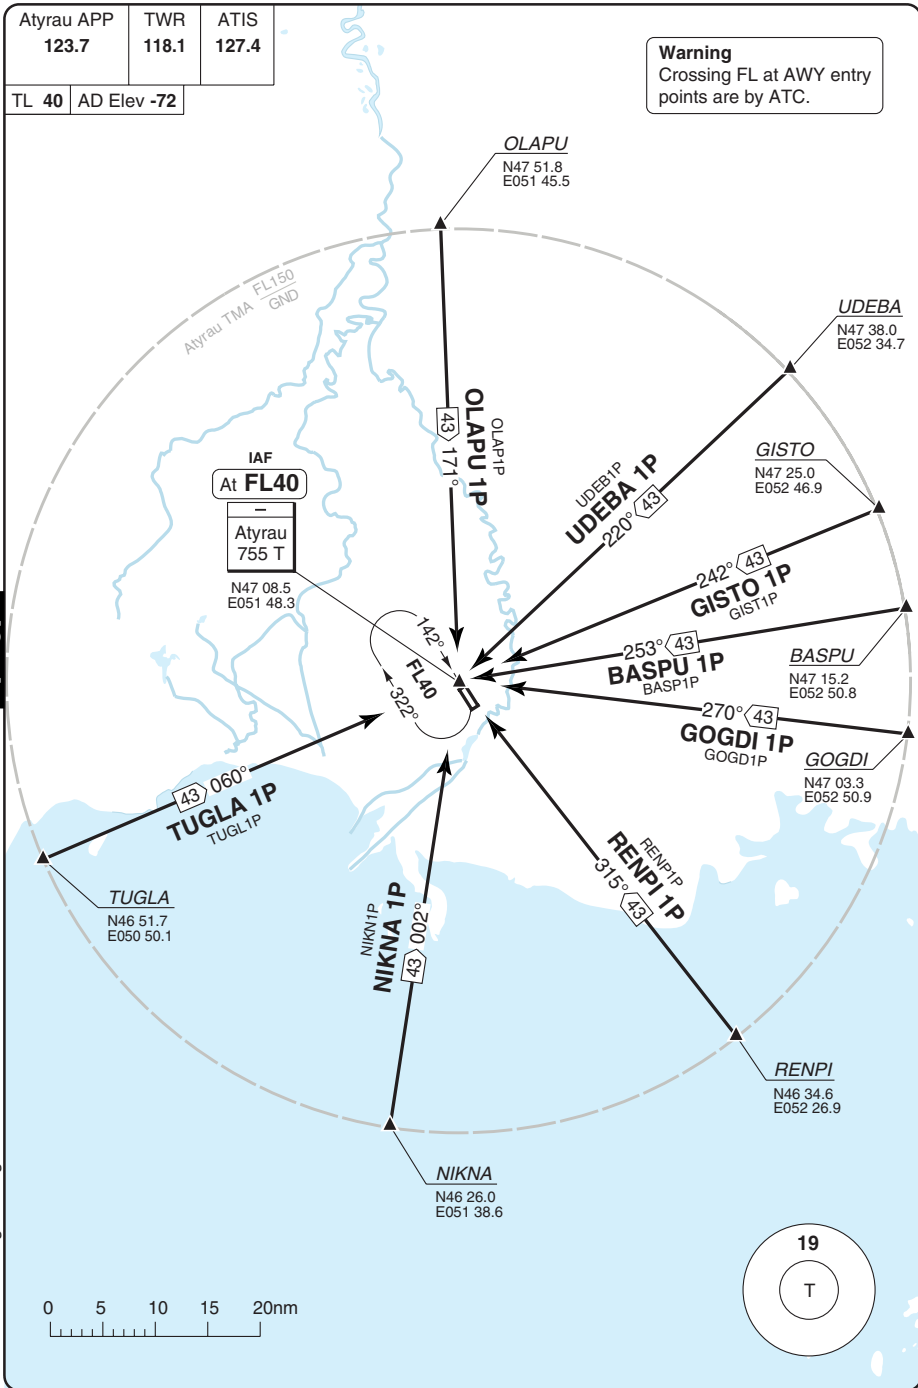 Atyrau APP
123.7
TWR
118.1
ATIS
127.4
TL 40
AD Elev -72
Warning
Crossing FL at AWY entry
points are by ATC.
OLAPU
N47 51.8
E051 45.5
Atyrau TMA FL150
GND
UDEBA
N47 38.0
E052 34.7
OLAP1P
OLAPU 1P
43 171°
UDEB1P
UDEBA 1P
220° 43
GISTO
N47 25.0
E052 46.9
IAF
At FL40
–
Atyrau
755 T
N47 08.5
E051 48.3
242° 43
GISTO 1P
GIST1P
142°
FL40
322°
253° 43
BASPU 1P
BASP1P
BASPU
N47 15.2
E052 50.8
270° 43
GOGDI 1P
GOGD1P
GOGDI
N47 03.3
E052 50.9
43 060°
TUGLA 1P
TUGL1P
TUGLA
N46 51.7
E050 50.1
NIKN1P
NIKNA 1P
43 002°
RENP1P
RENPI 1P
315° 43
RENPI
N46 34.6
E052 26.9
NIKNA
N46 26.0
E051 38.6
19
T
0 5 10 15 20nm